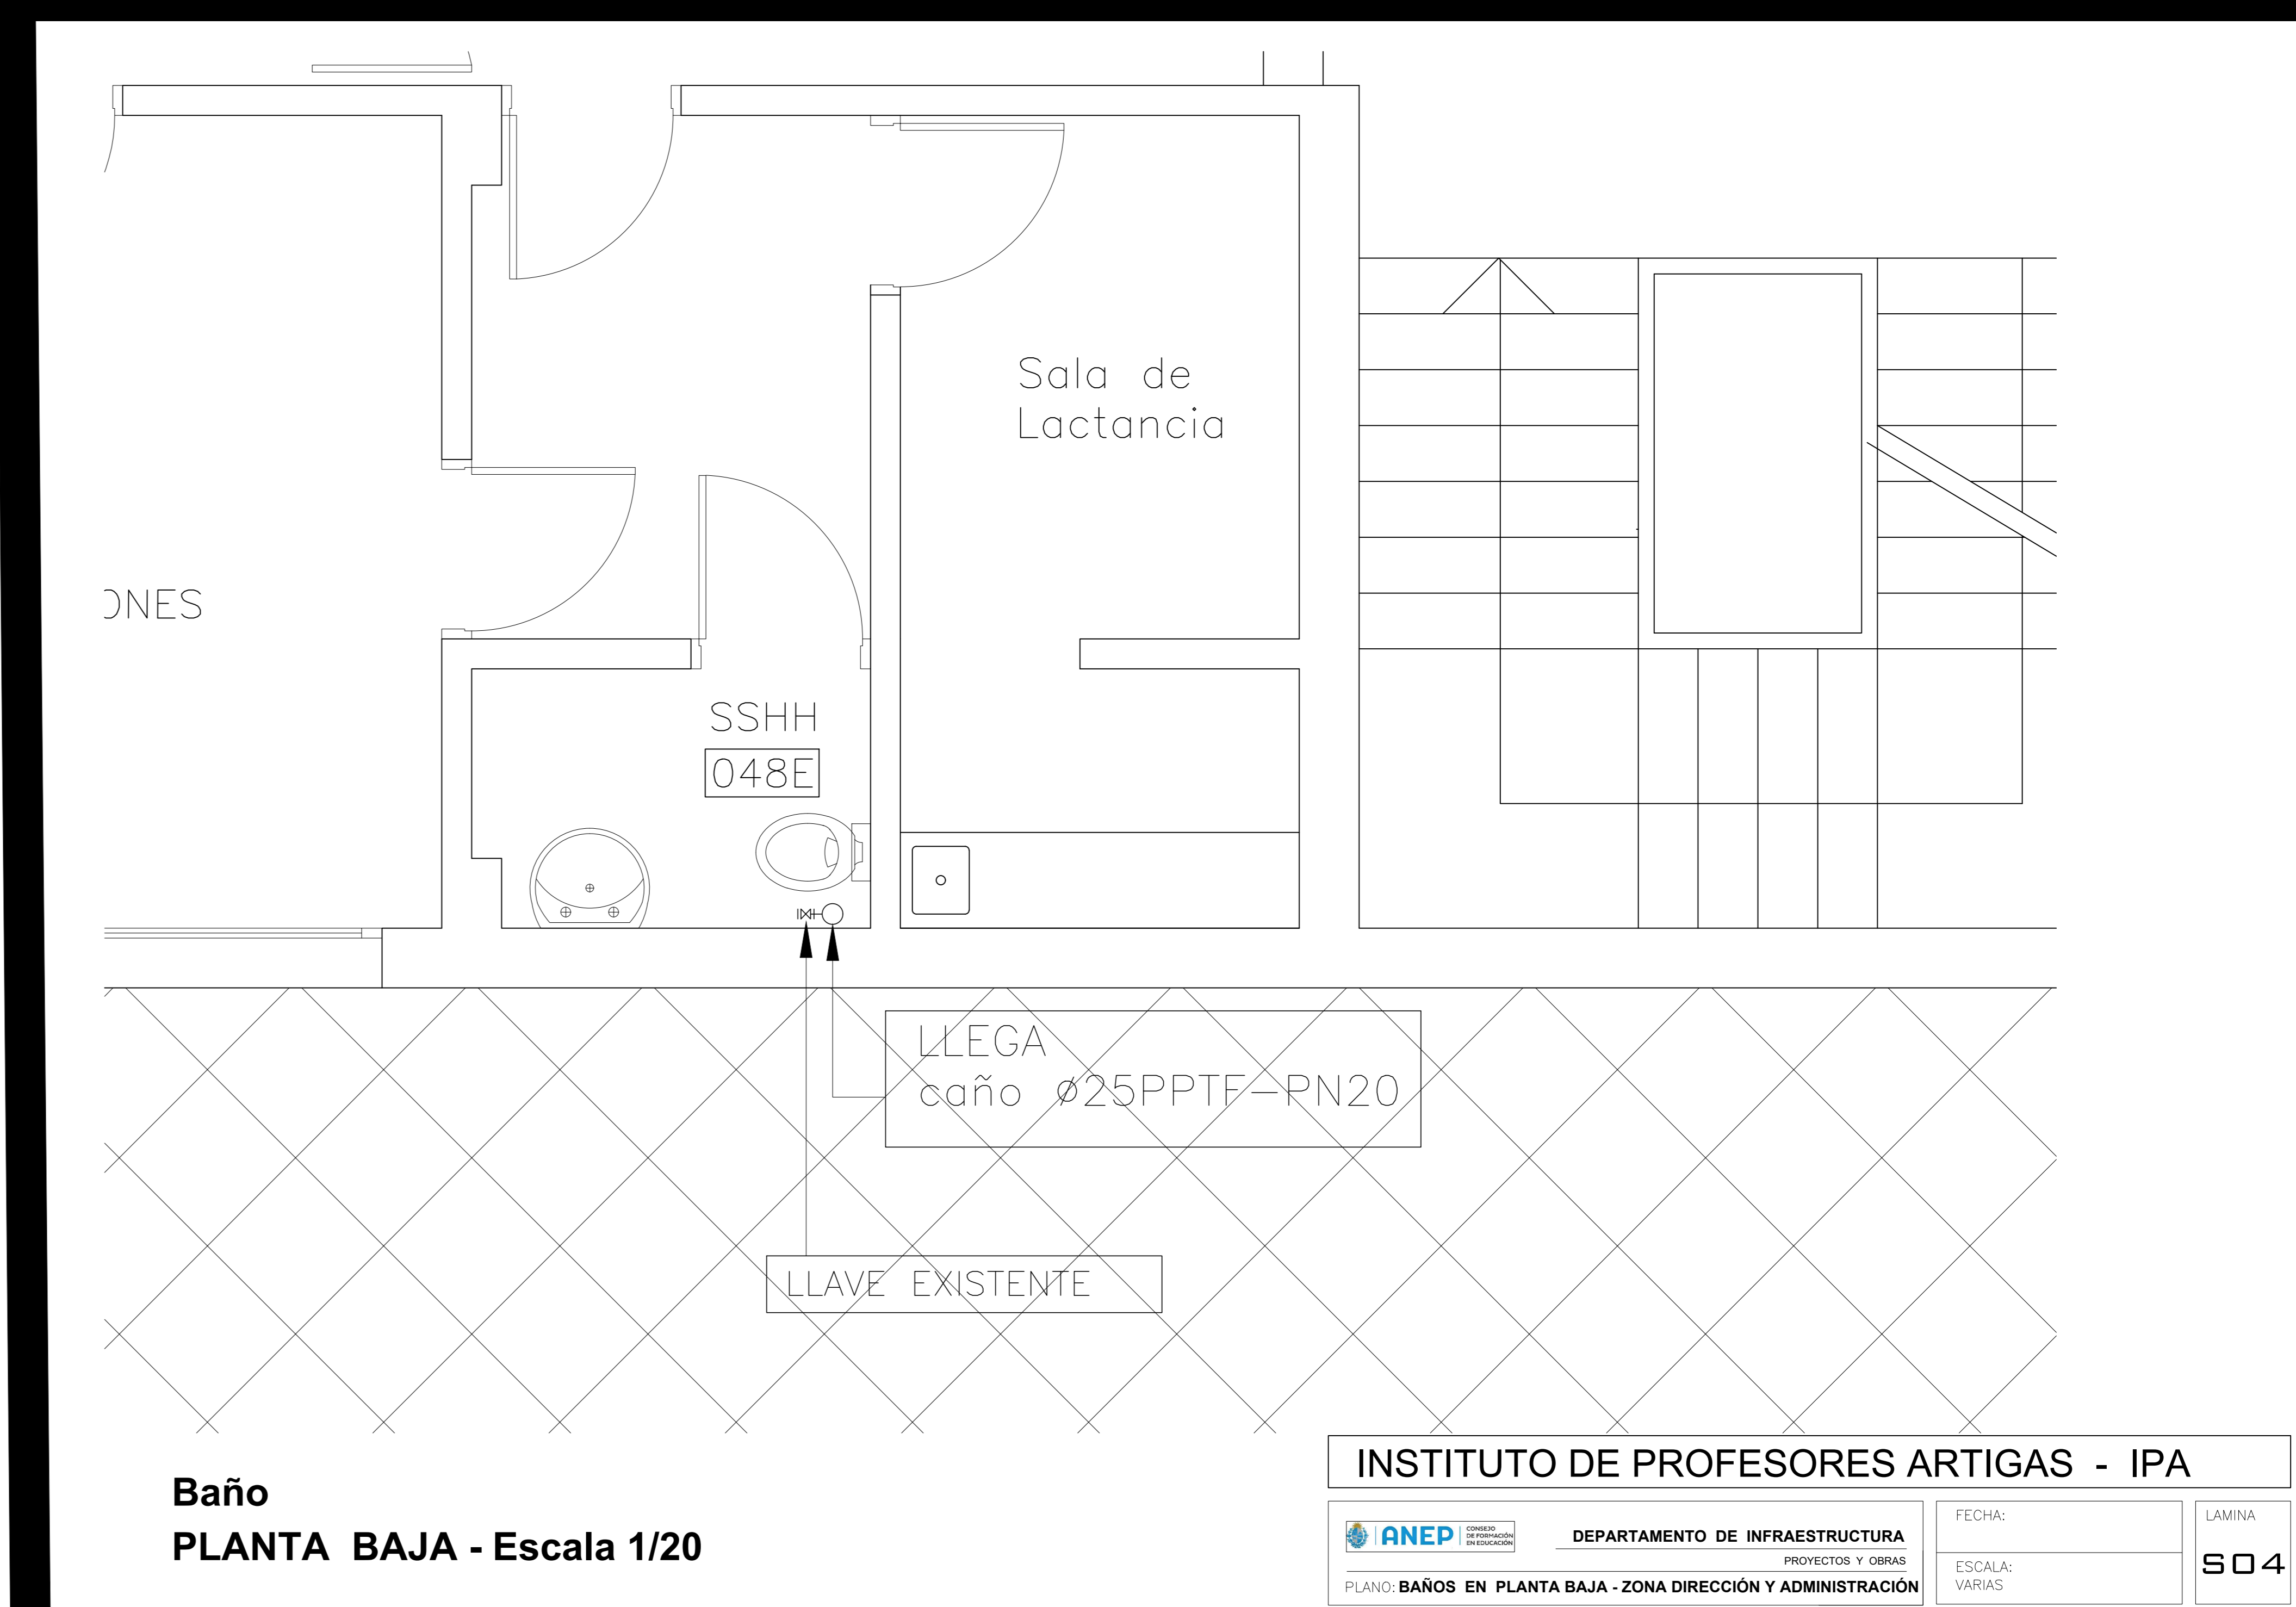 Sala de
Lactancia
ONES
SSHH
048E
LLEGA
caño ø25PPTF-PN20
LLAVE EXISTENTE
Baño
PLANTA BAJA - Escala 1/20
INSTITUTO DE PROFESORES ARTIGAS - IPA
ANEP
CONSEJO
DE FORMACIÓN
EN EDUCACIÓN
DEPARTAMENTO DE INFRAESTRUCTURA
PROYECTOS Y OBRAS
PLANO: BAÑOS EN PLANTA BAJA - ZONA DIRECCIÓN Y ADMINISTRACIÓN
FECHA:
ESCALA:
VARIAS
LAMINA
S04